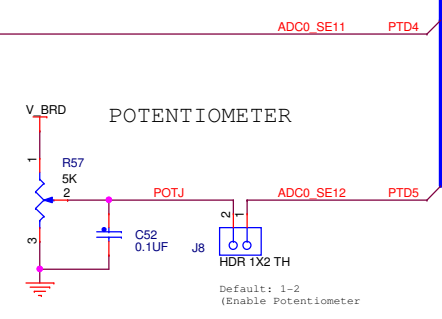 ADC0_SE11 PTD4
V_BRD
POTENTIOMETER
1
R57
5K
2
POTJ
ADC0_SE12 PTD5
3
C52
0.1UF
2
1
J8
HDR 1X2 TH
Default: 1-2
(Enable Potentiometer